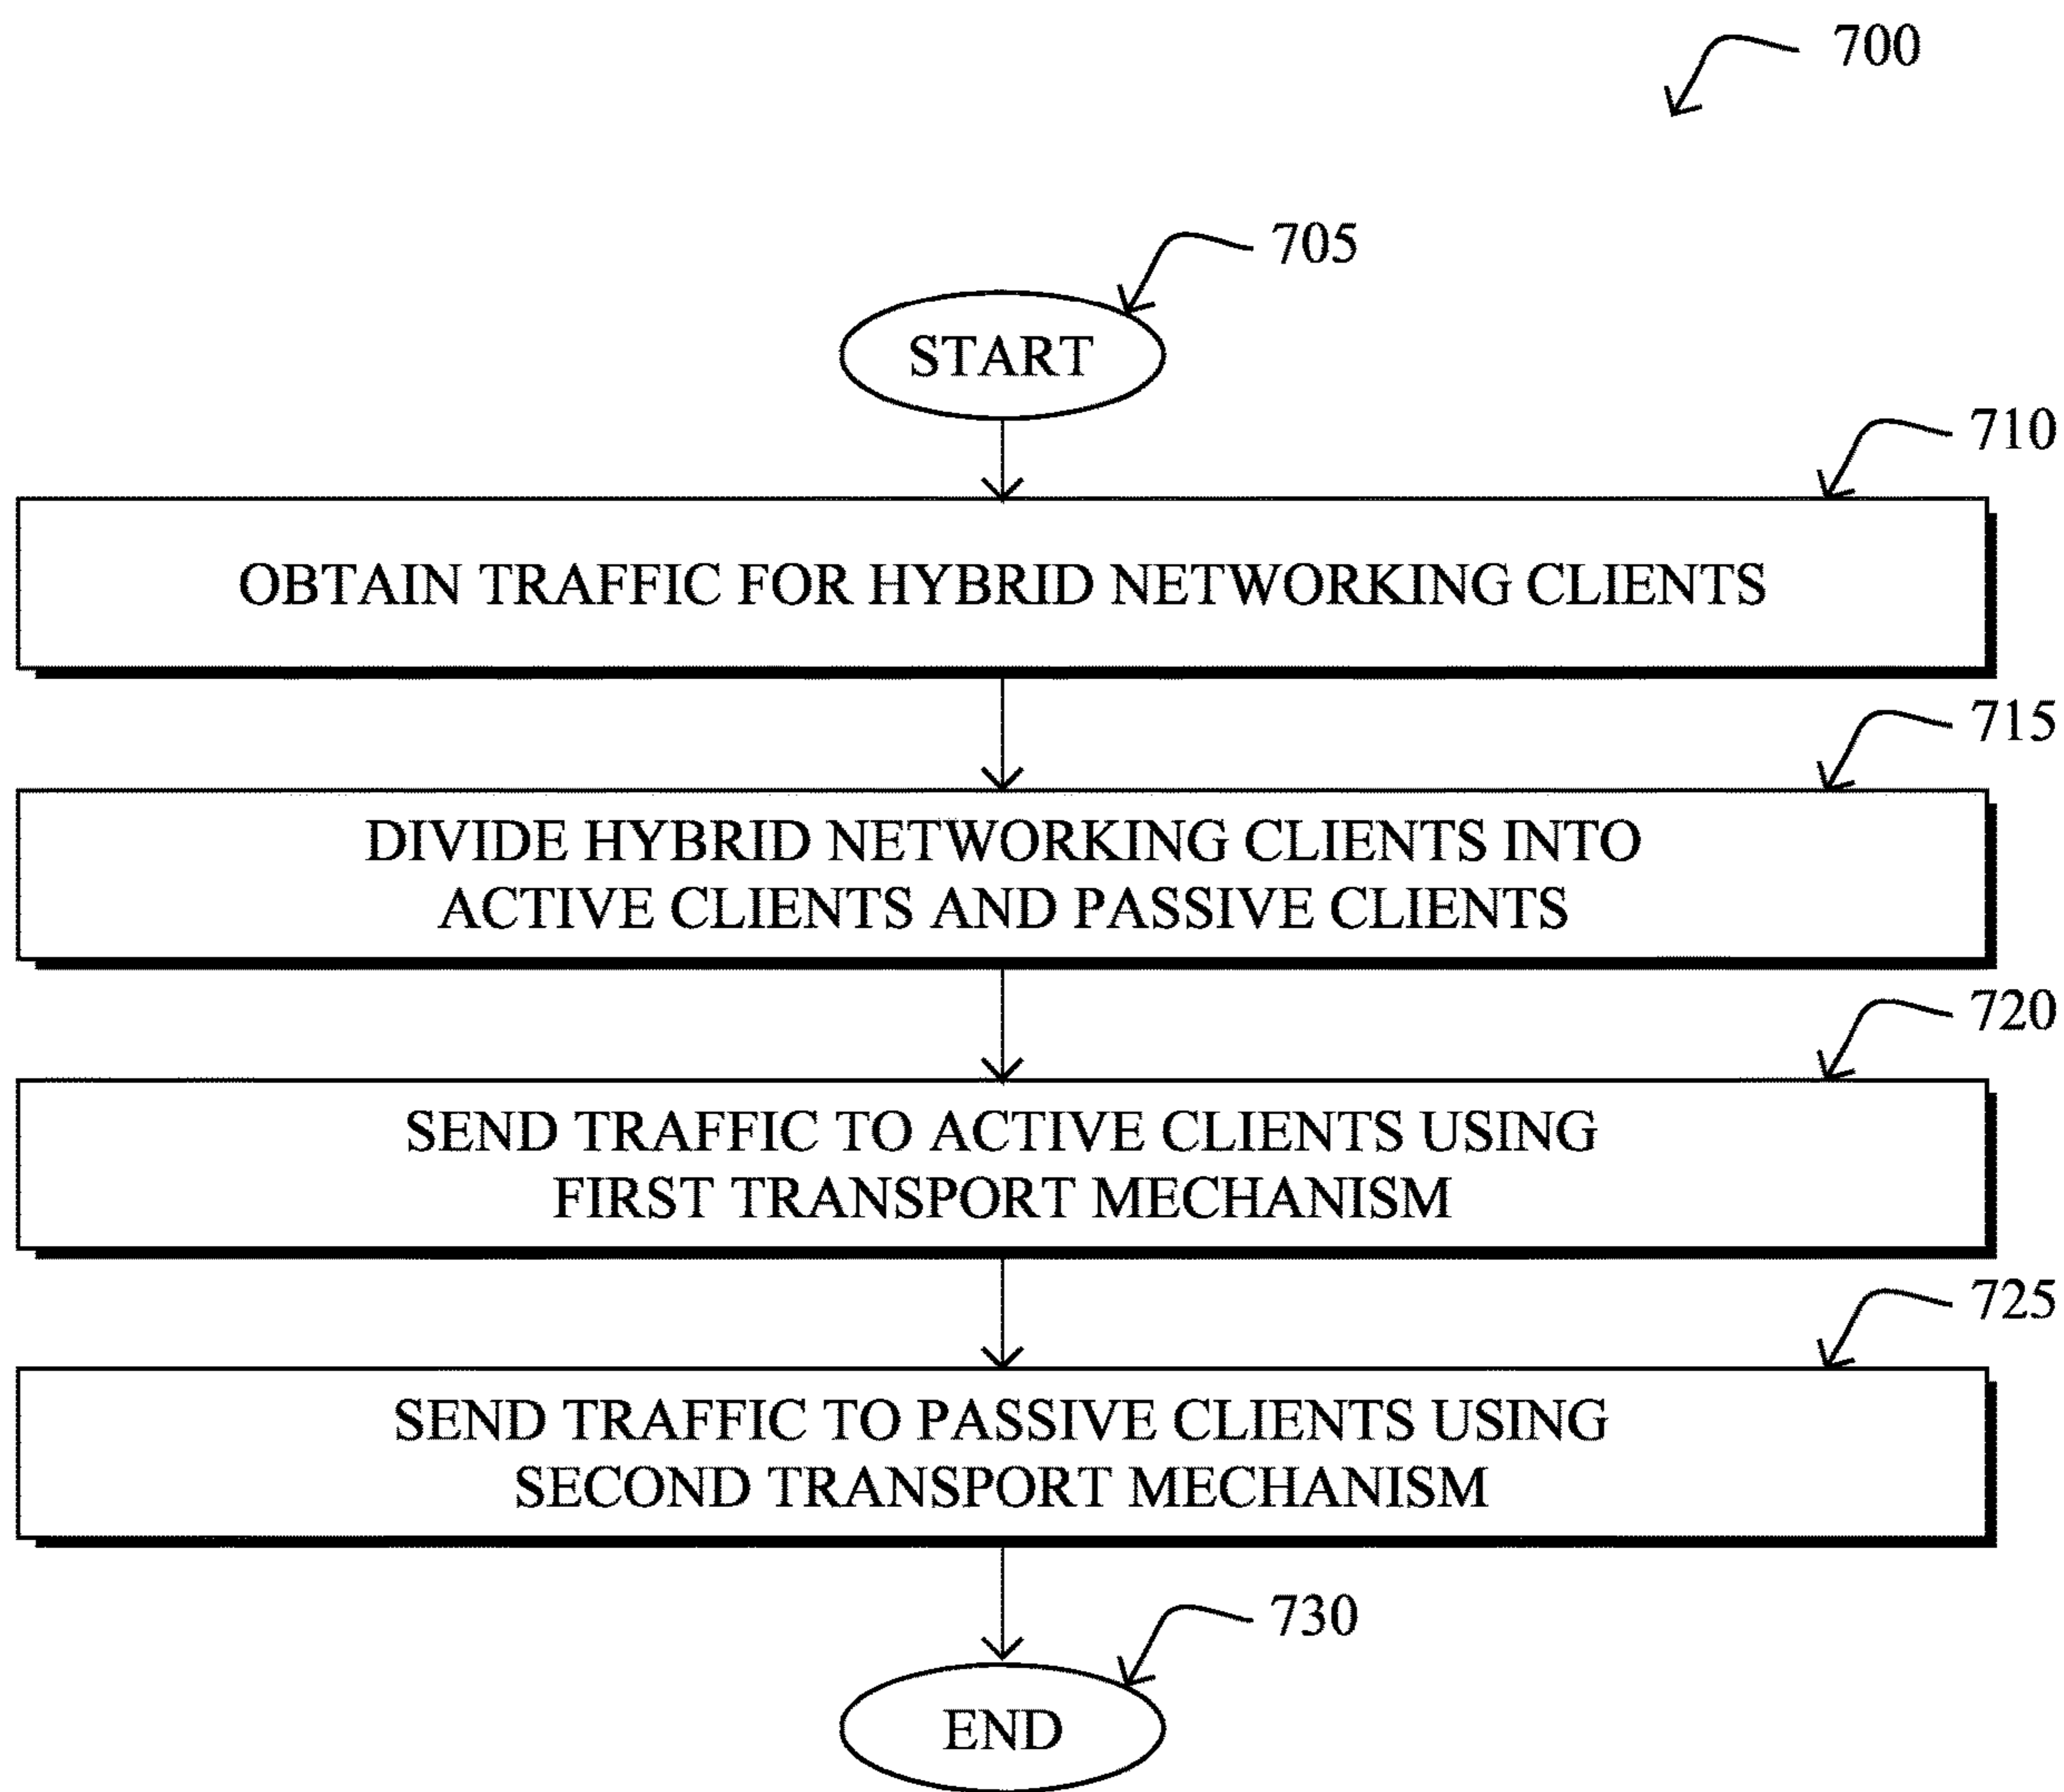 700
705
START
710
OBTAIN TRAFFIC FOR HYBRID NETWORKING CLIENTS
715
DIVIDE HYBRID NETWORKING CLIENTS INTO
ACTIVE CLIENTS AND PASSIVE CLIENTS
720
SEND TRAFFIC TO ACTIVE CLIENTS USING
FIRST TRANSPORT MECHANISM
725
SEND TRAFFIC TO PASSIVE CLIENTS USING
SECOND TRANSPORT MECHANISM
730
END